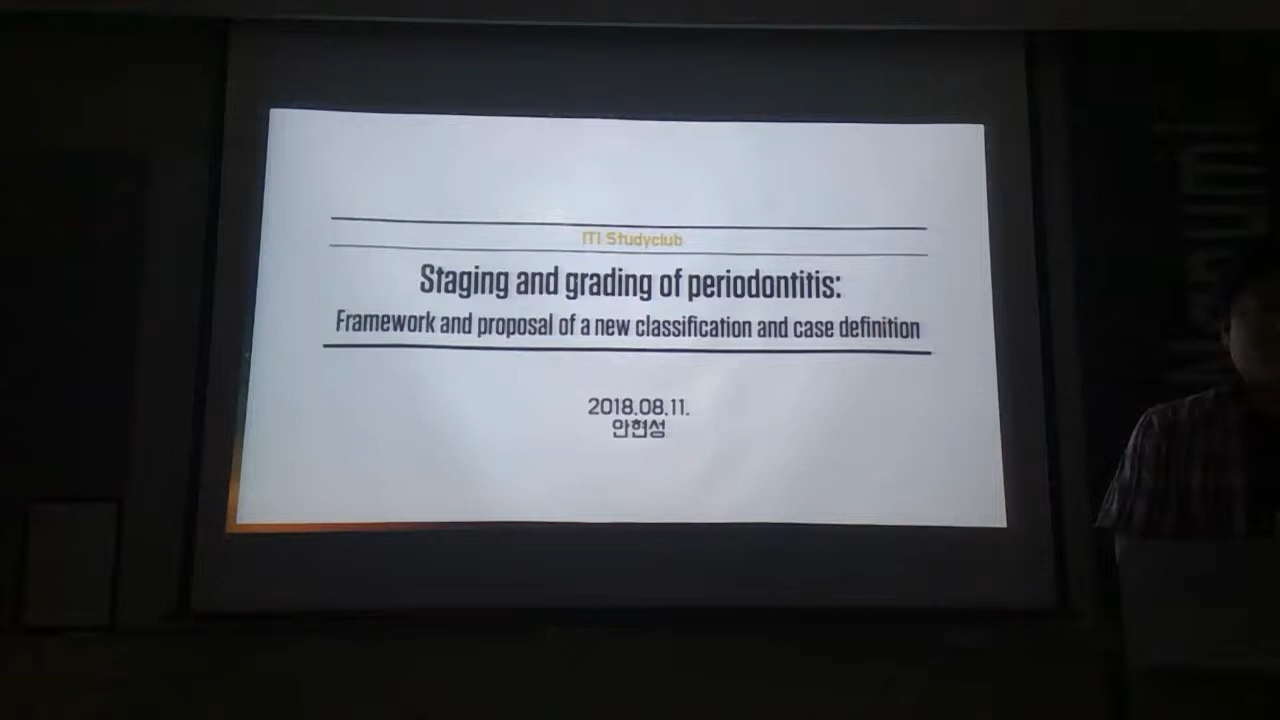 ITI Studyclub
Staging and grading of periodontitis:
Framework and proposal of a new classification and case definition
2018.08.11.
안현성